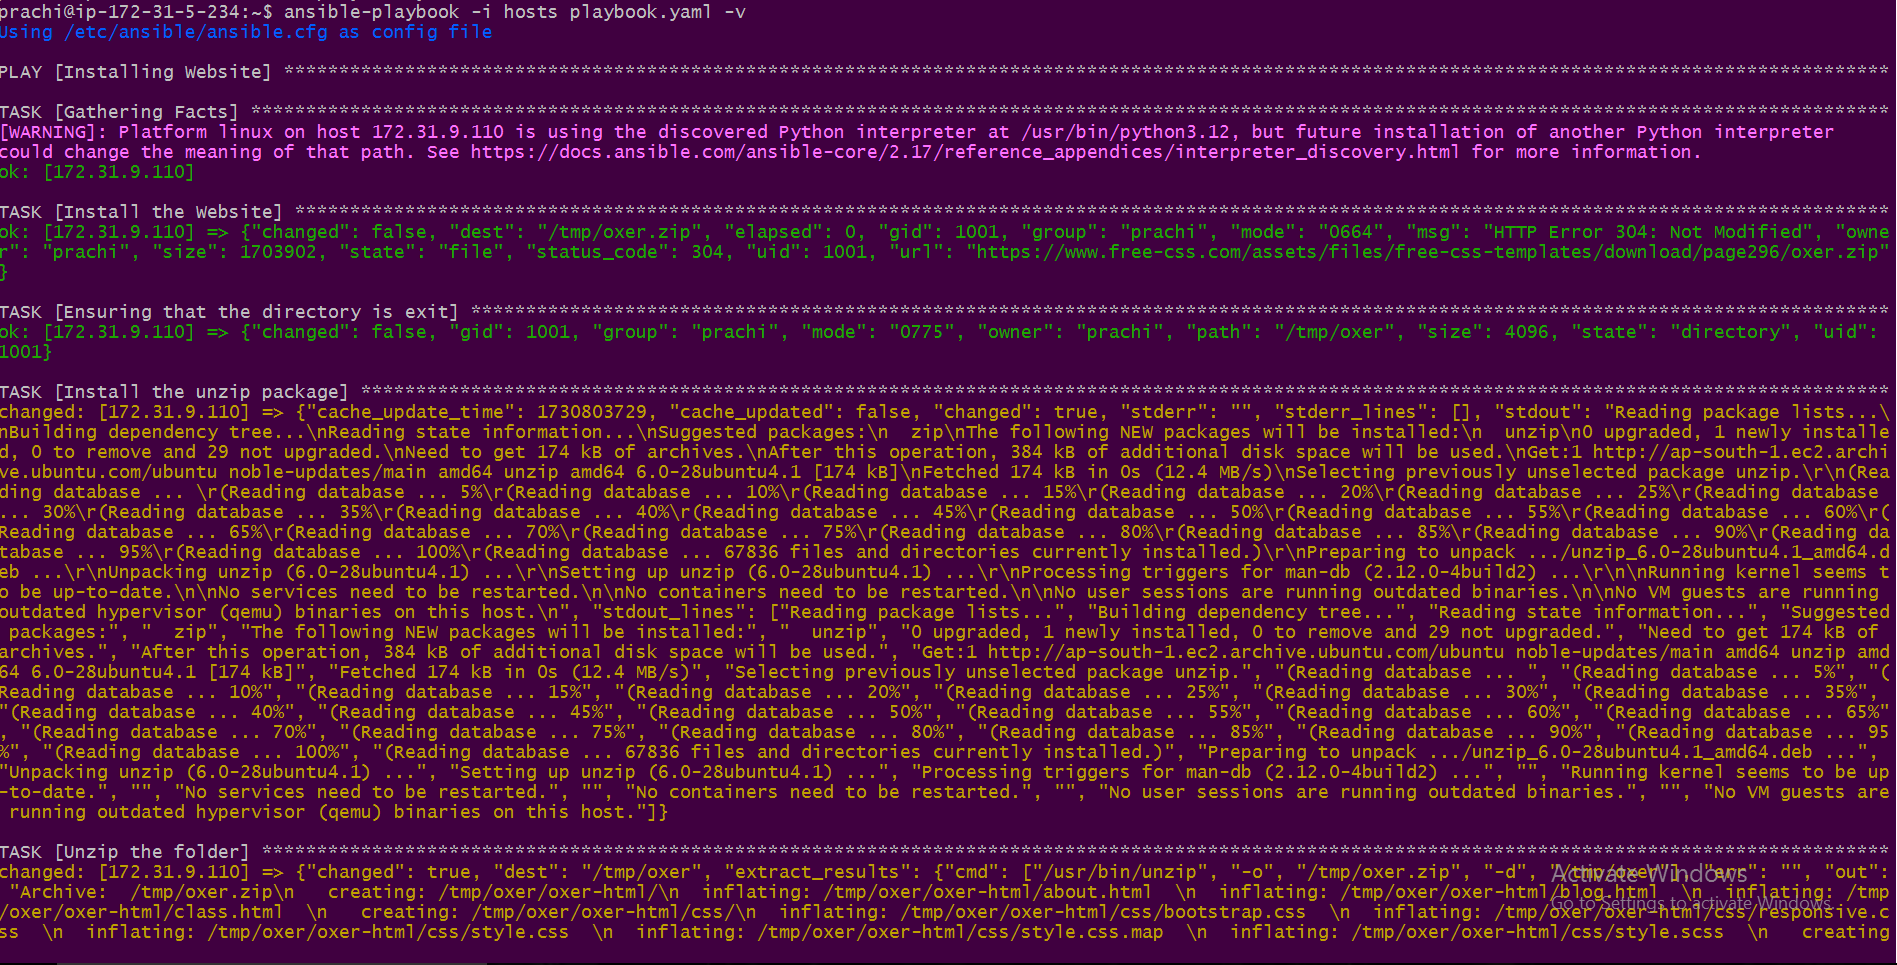 prachi@ip-172-31-5-234:~$ ansible-playbook -i hosts playbook.yaml -v
Using /etc/ansible/ansible.cfg as config file
PLAY [Installing Website] **************************************************************************************************************************************************
TASK [Gathering Facts] *****************************************************************************************************************************************************
[WARNING]: Platform linux on host 172.31.9.110 is using the discovered Python interpreter at /usr/bin/python3.12, but future installation of another Python interpreter
could change the meaning of that path. See https://docs.ansible.com/ansible-core/2.17/reference_appendices/interpreter_discovery.html for more information.
ok: [172.31.9.110]
TASK [Install the Website] *************************************************************************************************************************************************
ok: [172.31.9.110] => {"changed": false, "dest": "/tmp/oxer.zip", "elapsed": 0, "gid": 1001, "group": "prachi", "mode": "0664", "msg": "HTTP Error 304: Not Modified", "owne
r": "prachi", "size": 1703902, "state": "file", "status_code": 304, "uid": 1001, "url": "https://www.free-css.com/assets/files/free-css-templates/download/page296/oxer.zip"
}
TASK [Ensuring that the directory is exit] *********************************************************************************************************************************
ok: [172.31.9.110] => {"changed": false, "gid": 1001, "group": "prachi", "mode": "0775", "owner": "prachi", "path": "/tmp/oxer", "size": 4096, "state": "directory", "uid":
1001}
TASK [Install the unzip package] *******************************************************************************************************************************************
changed: [172.31.9.110] => {"cache_update_time": 1730803729, "cache_updated": false, "changed": true, "stderr": "", "stderr_lines": [], "stdout": "Reading package lists...\
nBuilding dependency tree...\nReading state information...\nSuggested packages:\n  zip\nThe following NEW packages will be installed:\n  unzip\n0 upgraded, 1 newly installe
d, 0 to remove and 29 not upgraded.\nNeed to get 174 kB of archives.\nAfter this operation, 384 kB of additional disk space will be used.\nGet:1 http://ap-south-1.ec2.archi
ve.ubuntu.com/ubuntu noble-updates/main amd64 unzip amd64 6.0-28ubuntu4.1 [174 kB]\nFetched 174 kB in 0s (12.4 MB/s)\nSelecting previously unselected package unzip.\r\n(Rea
ding database ... \r(Reading database ... 5%\r(Reading database ... 10%\r(Reading database ... 15%\r(Reading database ... 20%\r(Reading database ... 25%\r(Reading database
... 30%\r(Reading database ... 35%\r(Reading database ... 40%\r(Reading database ... 45%\r(Reading database ... 50%\r(Reading database ... 55%\r(Reading database ... 60%\r(
Reading database ... 65%\r(Reading database ... 70%\r(Reading database ... 75%\r(Reading database ... 80%\r(Reading database ... 85%\r(Reading database ... 90%\r(Reading da
tabase ... 95%\r(Reading database ... 100%\r(Reading database ... 67836 files and directories currently installed.)\r\nPreparing to unpack .../unzip_6.0-28ubuntu4.1_amd64.d
eb ...\r\nUnpacking unzip (6.0-28ubuntu4.1) ...\r\nSetting up unzip (6.0-28ubuntu4.1) ...\r\nProcessing triggers for man-db (2.12.0-4build2) ...\r\n\nRunning kernel seems t
o be up-to-date.\n\nNo services need to be restarted.\n\nNo containers need to be restarted.\n\nNo user sessions are running outdated binaries.\n\nNo VM guests are running
outdated hypervisor (qemu) binaries on this host.\n", "stdout_lines": ["Reading package lists...", "Building dependency tree...", "Reading state information...", "Suggested
 packages:", "  zip", "The following NEW packages will be installed:", "  unzip", "0 upgraded, 1 newly installed, 0 to remove and 29 not upgraded.", "Need to get 174 kB of
archives.", "After this operation, 384 kB of additional disk space will be used.", "Get:1 http://ap-south-1.ec2.archive.ubuntu.com/ubuntu noble-updates/main amd64 unzip amd
64 6.0-28ubuntu4.1 [174 kB]", "Fetched 174 kB in 0s (12.4 MB/s)", "Selecting previously unselected package unzip.", "(Reading database ... ", "(Reading database ... 5%", "(
Reading database ... 10%", "(Reading database ... 15%", "(Reading database ... 20%", "(Reading database ... 25%", "(Reading database ... 30%", "(Reading database ... 35%",
"(Reading database ... 40%", "(Reading database ... 45%", "(Reading database ... 50%", "(Reading database ... 55%", "(Reading database ... 60%", "(Reading database ... 65%"
, "(Reading database ... 70%", "(Reading database ... 75%", "(Reading database ... 80%", "(Reading database ... 85%", "(Reading database ... 90%", "(Reading database ... 95
%", "(Reading database ... 100%", "(Reading database ... 67836 files and directories currently installed.)", "Preparing to unpack .../unzip_6.0-28ubuntu4.1_amd64.deb ...",
"Unpacking unzip (6.0-28ubuntu4.1) ...", "Setting up unzip (6.0-28ubuntu4.1) ...", "Processing triggers for man-db (2.12.0-4build2) ...", "", "Running kernel seems to be up
-to-date.", "", "No services need to be restarted.", "", "No containers need to be restarted.", "", "No user sessions are running outdated binaries.", "", "No VM guests are
 running outdated hypervisor (qemu) binaries on this host."]}
TASK [Unzip the folder] ****************************************************************************************************************************************************
changed: [172.31.9.110] => {"changed": true, "dest": "/tmp/oxer", "extract_results": {"cmd": ["/usr/bin/unzip", "-o", "/tmp/oxer.zip", "-d", "/tmp/oxer"], "err": "", "out":
 "Archive:  /tmp/oxer.zip\n   creating: /tmp/oxer/oxer-html/\n  inflating: /tmp/oxer/oxer-html/about.html  \n  inflating: /tmp/oxer/oxer-html/blog.html  \n  inflating: /tmp
/oxer/oxer-html/class.html  \n   creating: /tmp/oxer/oxer-html/css/\n  inflating: /tmp/oxer/oxer-html/css/bootstrap.css  \n  inflating: /tmp/oxer/oxer-html/css/responsive.c
ss  \n  inflating: /tmp/oxer/oxer-html/css/style.css  \n  inflating: /tmp/oxer/oxer-html/css/style.css.map  \n  inflating: /tmp/oxer/oxer-html/css/style.scss  \n   creating
Activate Windows
Go to Settings to activate Windows.